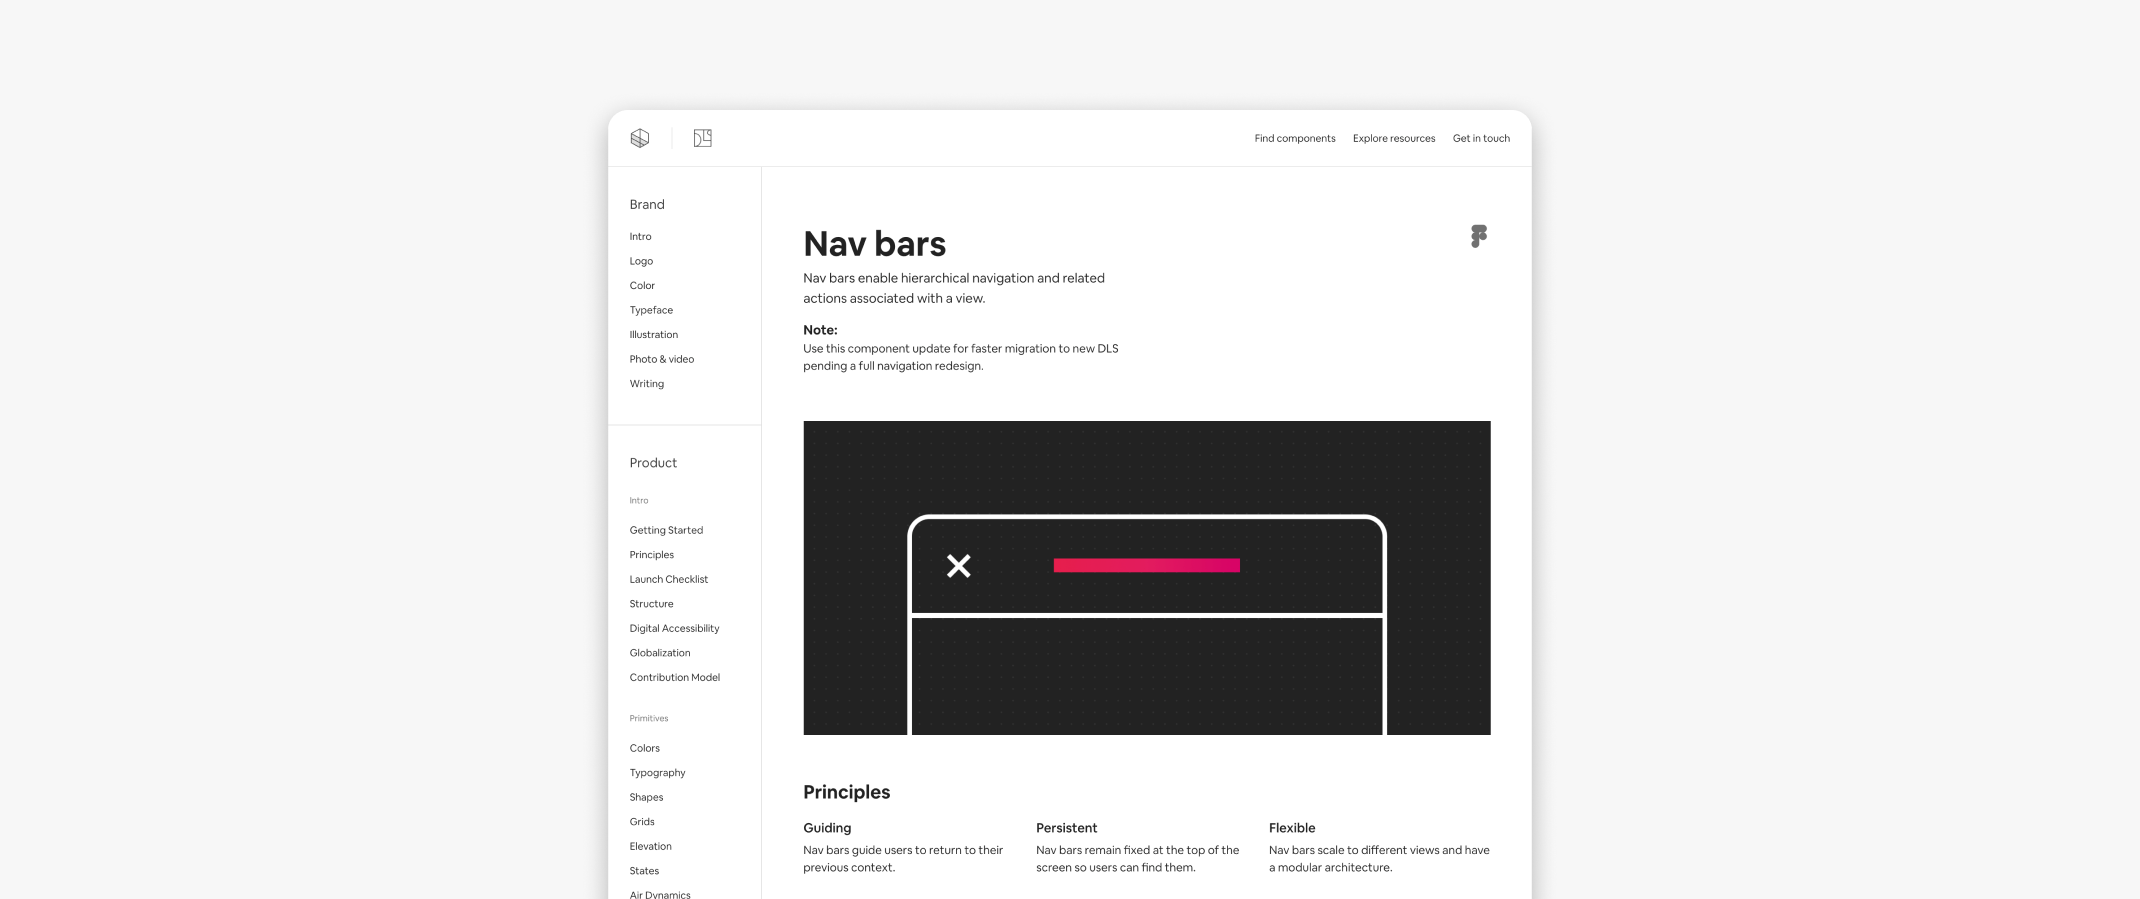 Find components
Explore resources
Get in touch
Brand
Intro
Logo
Color
Typeface
Illustration
Photo & video
Writing
Product
Intro
Getting Started
Principles
Launch Checklist
Structure
Digital Accessibility
Globalization
Contribution Model
Primitives
Colors
Typography
Shapes
Grids
Elevation
States
Air Dynamics
Nav bars
Nav bars enable hierarchical navigation and related
actions associated with a view.
Note:
Use this component update for faster migration to new DLS
pending a full navigation redesign.
Principles
Guiding
Nav bars guide users to return to their
previous context.
Persistent
Nav bars remain fixed at the top of the
screen so users can find them.
Flexible
Nav bars scale to different views and have
a modular architecture.